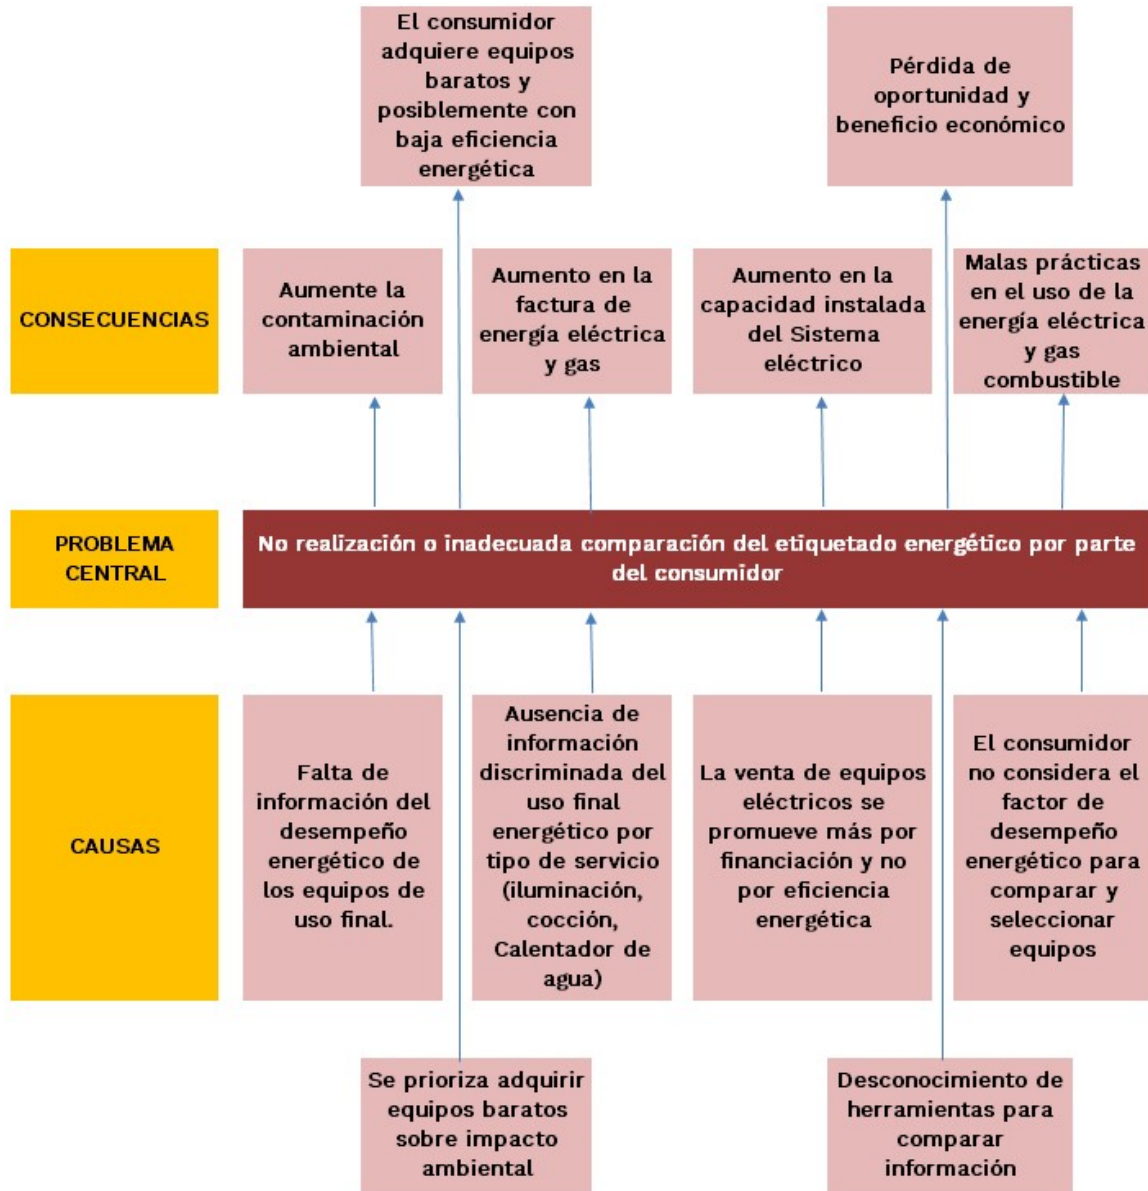 El consumidor
adquiere equipos
baratos y
posiblemente con
baja eficiencia
energética
Pérdida de
oportunidad y
beneficio económico
CONSECUENCIAS
Aumente la
contaminación
ambiental
Aumento en la
factura de
energía eléctrica
y gas
Aumento en la
capacidad instalada
del Sistema
eléctrico
Malas prácticas
en el uso de la
energía eléctrica
y gas
combustible
PROBLEMA
CENTRAL
No realización o inadecuada comparación del etiquetado energético por parte
del consumidor
CAUSAS
Falta de
información del
desempeño
energético de
los equipos de
uso final.
Ausencia de
información
discriminada del
uso final
energético por
tipo de servicio
(iluminación,
cocción,
Calentador de
agua)
La venta de equipos
eléctricos se
promueve más por
financiación y no
por eficiencia
energética
El consumidor
no considera el
factor de
desempeño
energético para
comparar y
seleccionar
equipos
Se prioriza adquirir
equipos baratos
sobre impacto
ambiental
Desconocimiento de
herramientas para
comparar
información